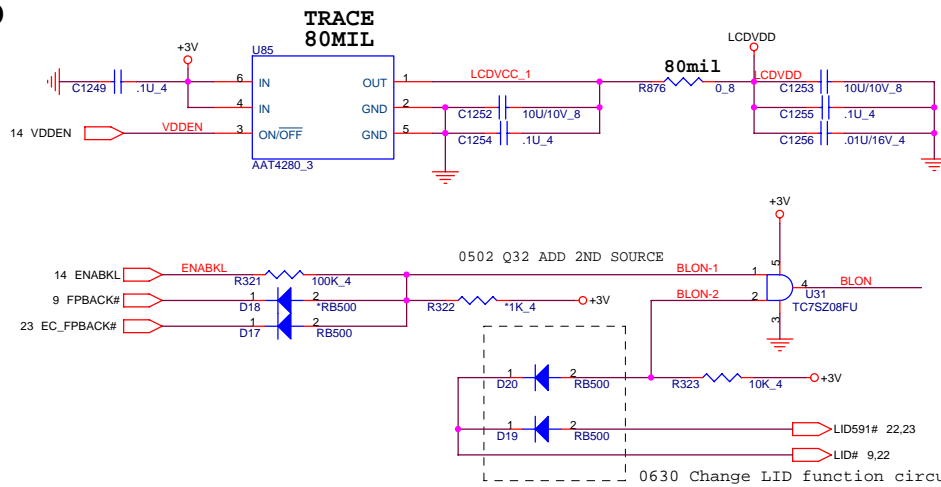 TRACE
80MIL
+3V
U85
LCDVDD
C1249 .1U_4
6 IN
4 IN
3 ON/OFF
OUT 1
GND 2
GND 5
AAT4280_3
14 VDDEN
VDDEN
LCDVCC_1
80mil
R876 0_8
LCDVDD
C1252 10U/10V_8
C1254 .1U_4
C1253 10U/10V_8
C1255 .1U_4
C1256 .01U/16V_4
+3V
0502 Q32 ADD 2ND SOURCE
14 ENABKL
ENABKL
R321 100K_4
BLON-1
1
5
4
BLON
9 FPBACK#
1 2
D18 *RB500
R322 *1K_4
+3V
BLON-2
2
3
U31
TC7SZ08FU
23 EC_FPBACK#
1 2
D17 RB500
1 2
D20 RB500
R323 10K_4
+3V
1 2
D19 RB500
LID591# 22,23
LID# 9,22
0630 Change LID function circu